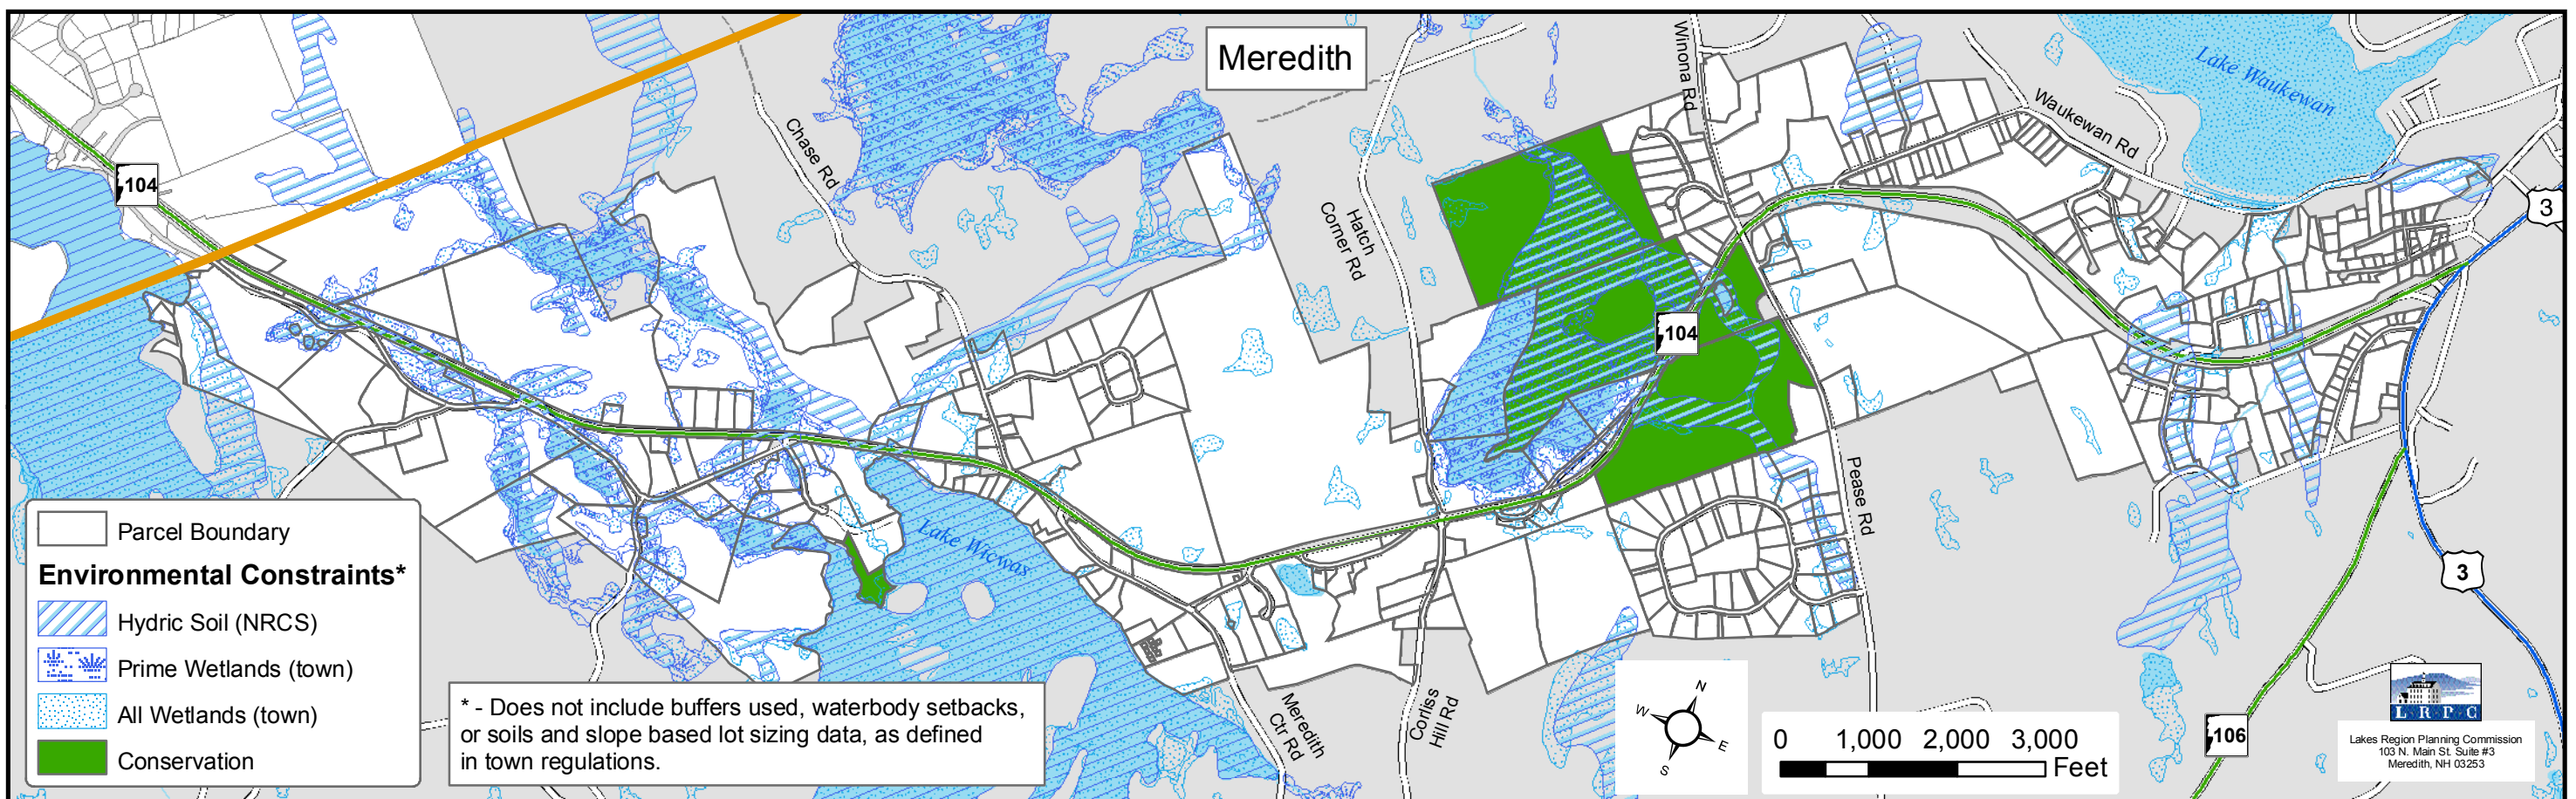 Meredith
Winona Rd
Lake Waukewan
Waukewan Rd
Chase Rd
104
Hatch
Corner Rd
3
104
Pease Rd
Lake Wicwas
3
Meredith
Ctr Rd
Corliss
Hill Rd
106
Parcel Boundary
Environmental Constraints*
Hydric Soil (NRCS)
Prime Wetlands (town)
All Wetlands (town)
Conservation
* - Does not include buffers used, waterbody setbacks,
or soils and slope based lot sizing data, as defined
in town regulations.
N
W
E
S
0 1,000 2,000 3,000
Feet
L R P C
Lakes Region Planning Commission
103 N. Main St. Suite #3
Meredith, NH 03253